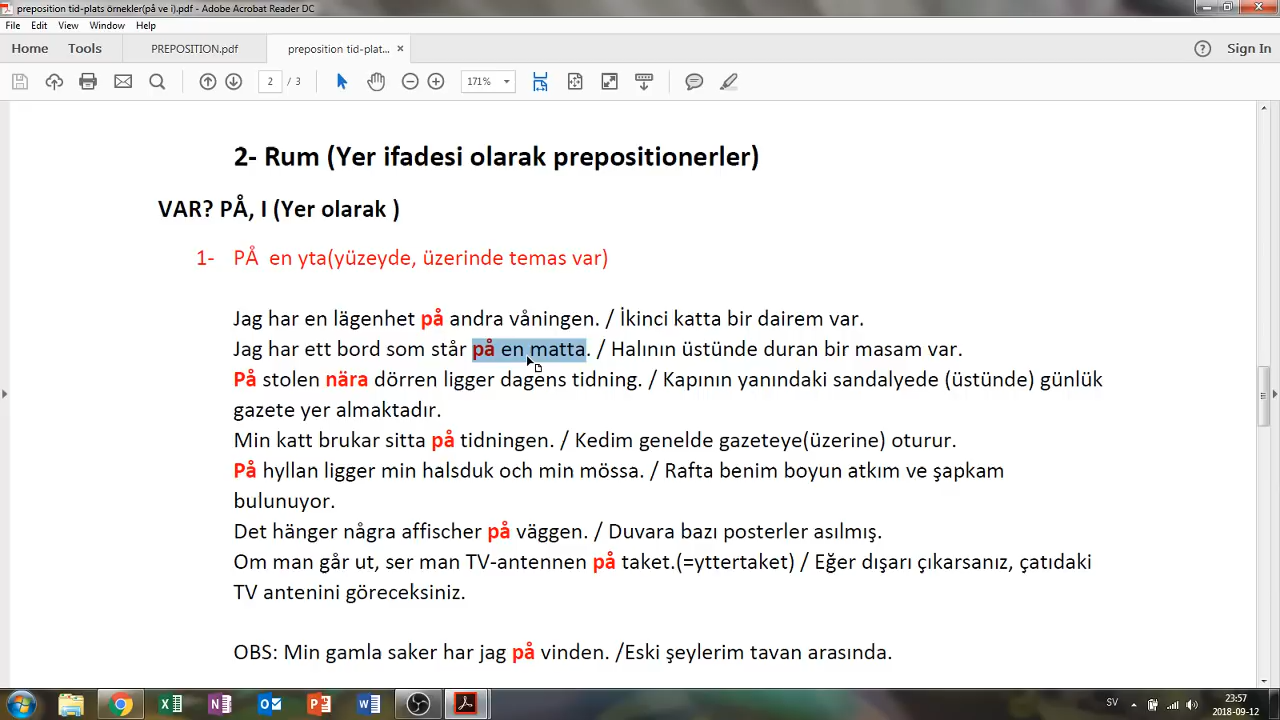 preposition tid-plats örnekler(på ve i).pdf - Adobe Acrobat Reader DC
File Edit View Window Help
Home Tools PREPOSITION.pdf preposition tid-plat... × Sign In
2 / 3 171%
2- Rum (Yer ifadesi olarak prepositionerler)
VAR? PÅ, I (Yer olarak )
1- PÅ en yta(yüzeyde, üzerinde temas var)
Jag har en lägenhet på andra våningen. / İkinci katta bir dairem var.
Jag har ett bord som står på en matta. / Halının üstünde duran bir masam var.
På stolen nära dörren ligger dagens tidning. / Kapının yanındaki sandalyede (üstünde) günlük
gazete yer almaktadır.
Min katt brukar sitta på tidningen. / Kedim genelde gazeteye(üzerine) oturur.
På hyllan ligger min halsduk och min mössa. / Rafta benim boyun atkım ve şapkam
bulunuyor.
Det hänger några affischer på väggen. / Duvara bazı posterler asılmış.
Om man går ut, ser man TV-antennen på taket.(=yttertaket) / Eğer dışarı çıkarsanız, çatıdaki
TV antenini göreceksiniz.
OBS: Min gamla saker har jag på vinden. /Eski şeylerim tavan arasında.
SV 23:57
2018-09-12